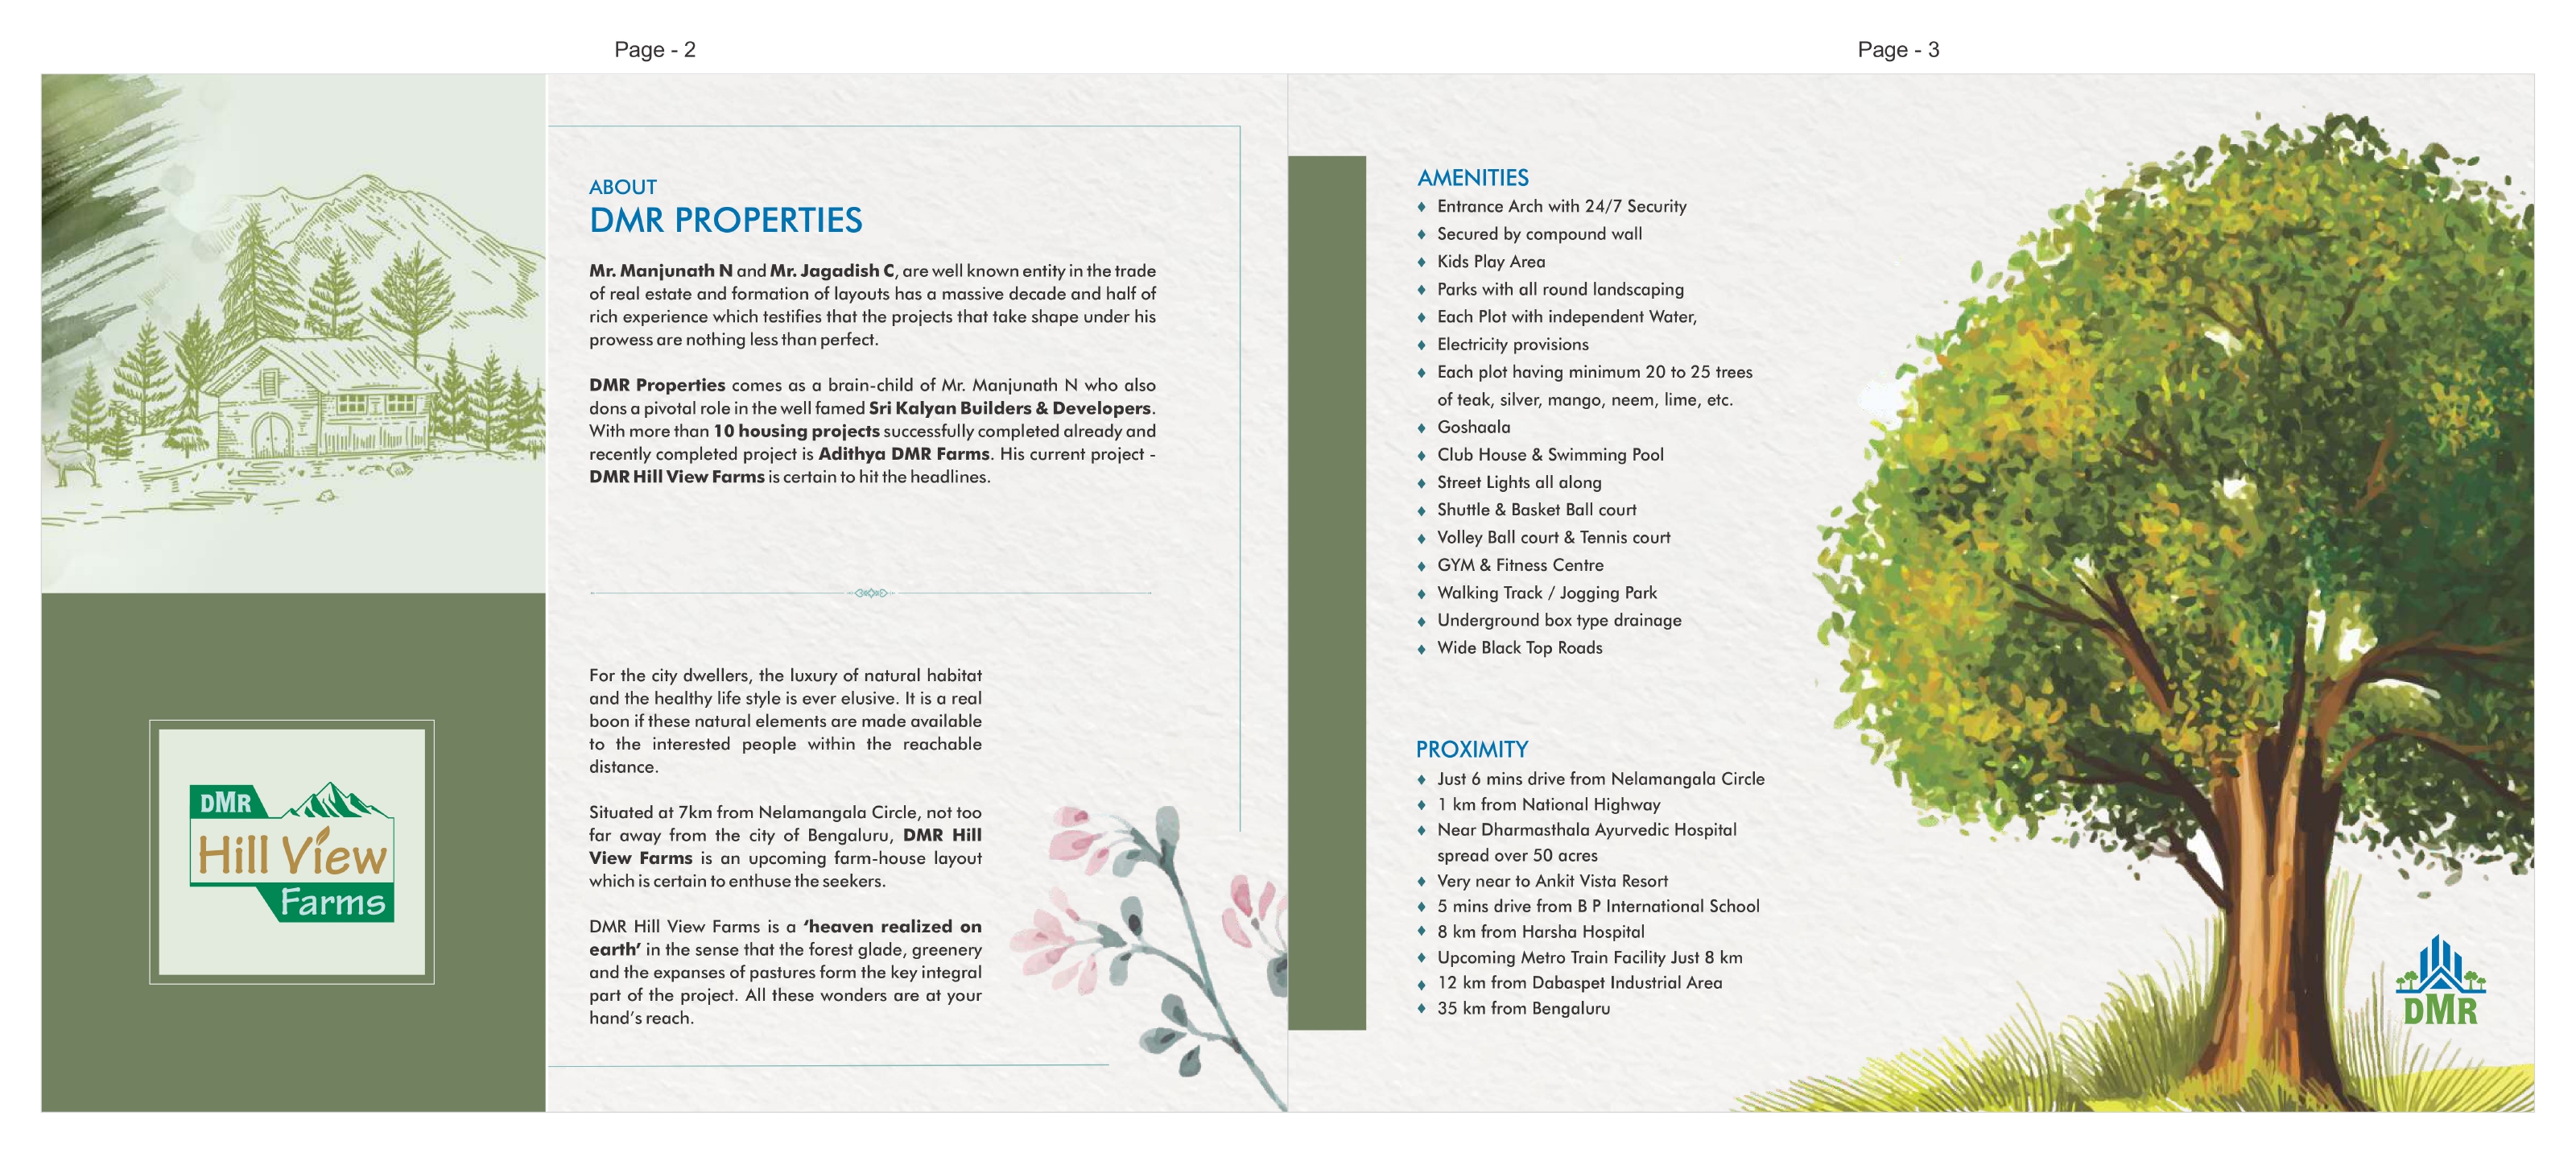 Page - 2
DMR
Hill View
Farms
ABOUT
DMR PROPERTIES
Mr. Manjunath N and Mr. Jagadish C, are well known entity in the trade
of real estate and formation of layouts has a massive decade and half of
rich experience which testifies that the projects that take shape under his
prowess are nothing less than perfect.
DMR Properties comes as a brain-child of Mr. Manjunath N who also
dons a pivotal role in the well famed Sri Kalyan Builders & Developers.
With more than 10 housing projects successfully completed already and
recently completed project is Adithya DMR Farms. His current project -
DMR Hill View Farms is certain to hit the headlines.
For the city dwellers, the luxury of natural habitat
and the healthy life style is ever elusive. It is a real
boon if these natural elements are made available
to the interested people within the reachable
distance.
Situated at 7km from Nelamangala Circle, not too
far away from the city of Bengaluru, DMR Hill
View Farms is an upcoming farm-house layout
which is certain to enthuse the seekers.
DMR Hill View Farms is a ‘heaven realized on
earth’ in the sense that the forest glade, greenery
and the expanses of pastures form the key integral
part of the project. All these wonders are at your
hand’s reach.
Page - 3
AMENITIES
Entrance Arch with 24/7 Security
Secured by compound wall
Kids Play Area
Parks with all round landscaping
Each Plot with independent Water,
Electricity provisions
Each plot having minimum 20 to 25 trees
of teak, silver, mango, neem, lime, etc.
Goshaala
Club House & Swimming Pool
Street Lights all along
Shuttle & Basket Ball court
Volley Ball court & Tennis court
GYM & Fitness Centre
Walking Track / Jogging Park
Underground box type drainage
Wide Black Top Roads
PROXIMITY
Just 6 mins drive from Nelamangala Circle
1 km from National Highway
Near Dharmasthala Ayurvedic Hospital
spread over 50 acres
Very near to Ankit Vista Resort
5 mins drive from B P International School
8 km from Harsha Hospital
Upcoming Metro Train Facility Just 8 km
12 km from Dabaspet Industrial Area
35 km from Bengaluru
DMR